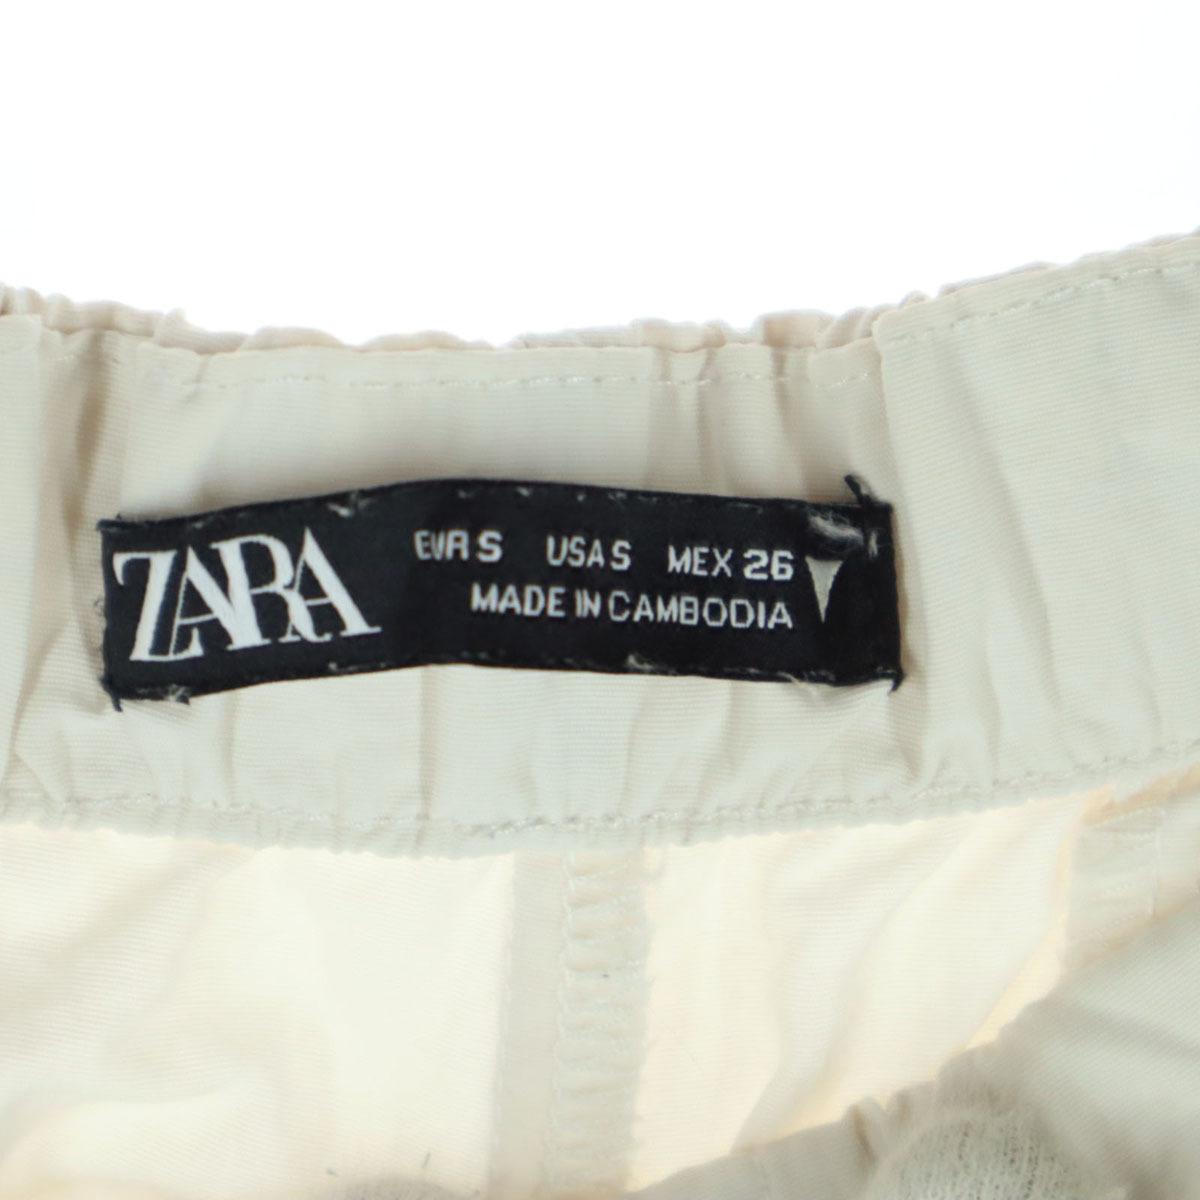 ZARA
EUR S USA S MEX 26
MADE IN CAMBODIA